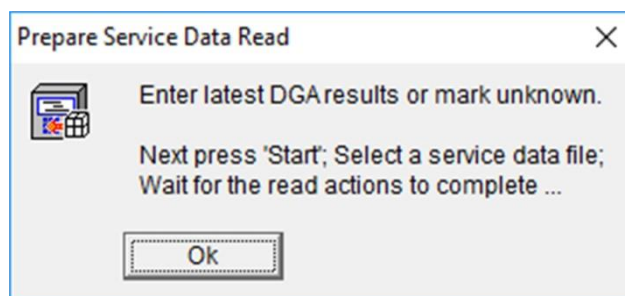 Prepare Service Data Read
Enter latest DGA results or mark unknown.
Next press 'Start'; Select a service data file;
Wait for the read actions to complete ...
Ok